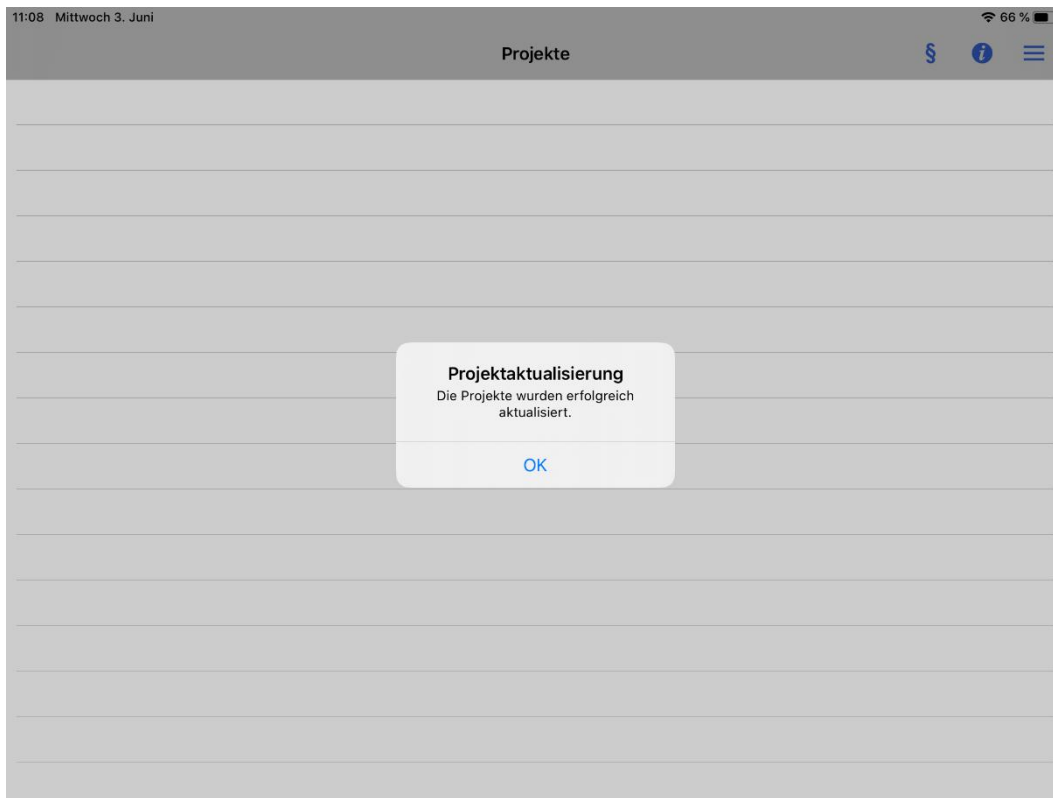 11:08 Mittwoch 3. Juni
66 %
Projekte
§
i
Projektaktualisierung
Die Projekte wurden erfolgreich
aktualisiert.
OK